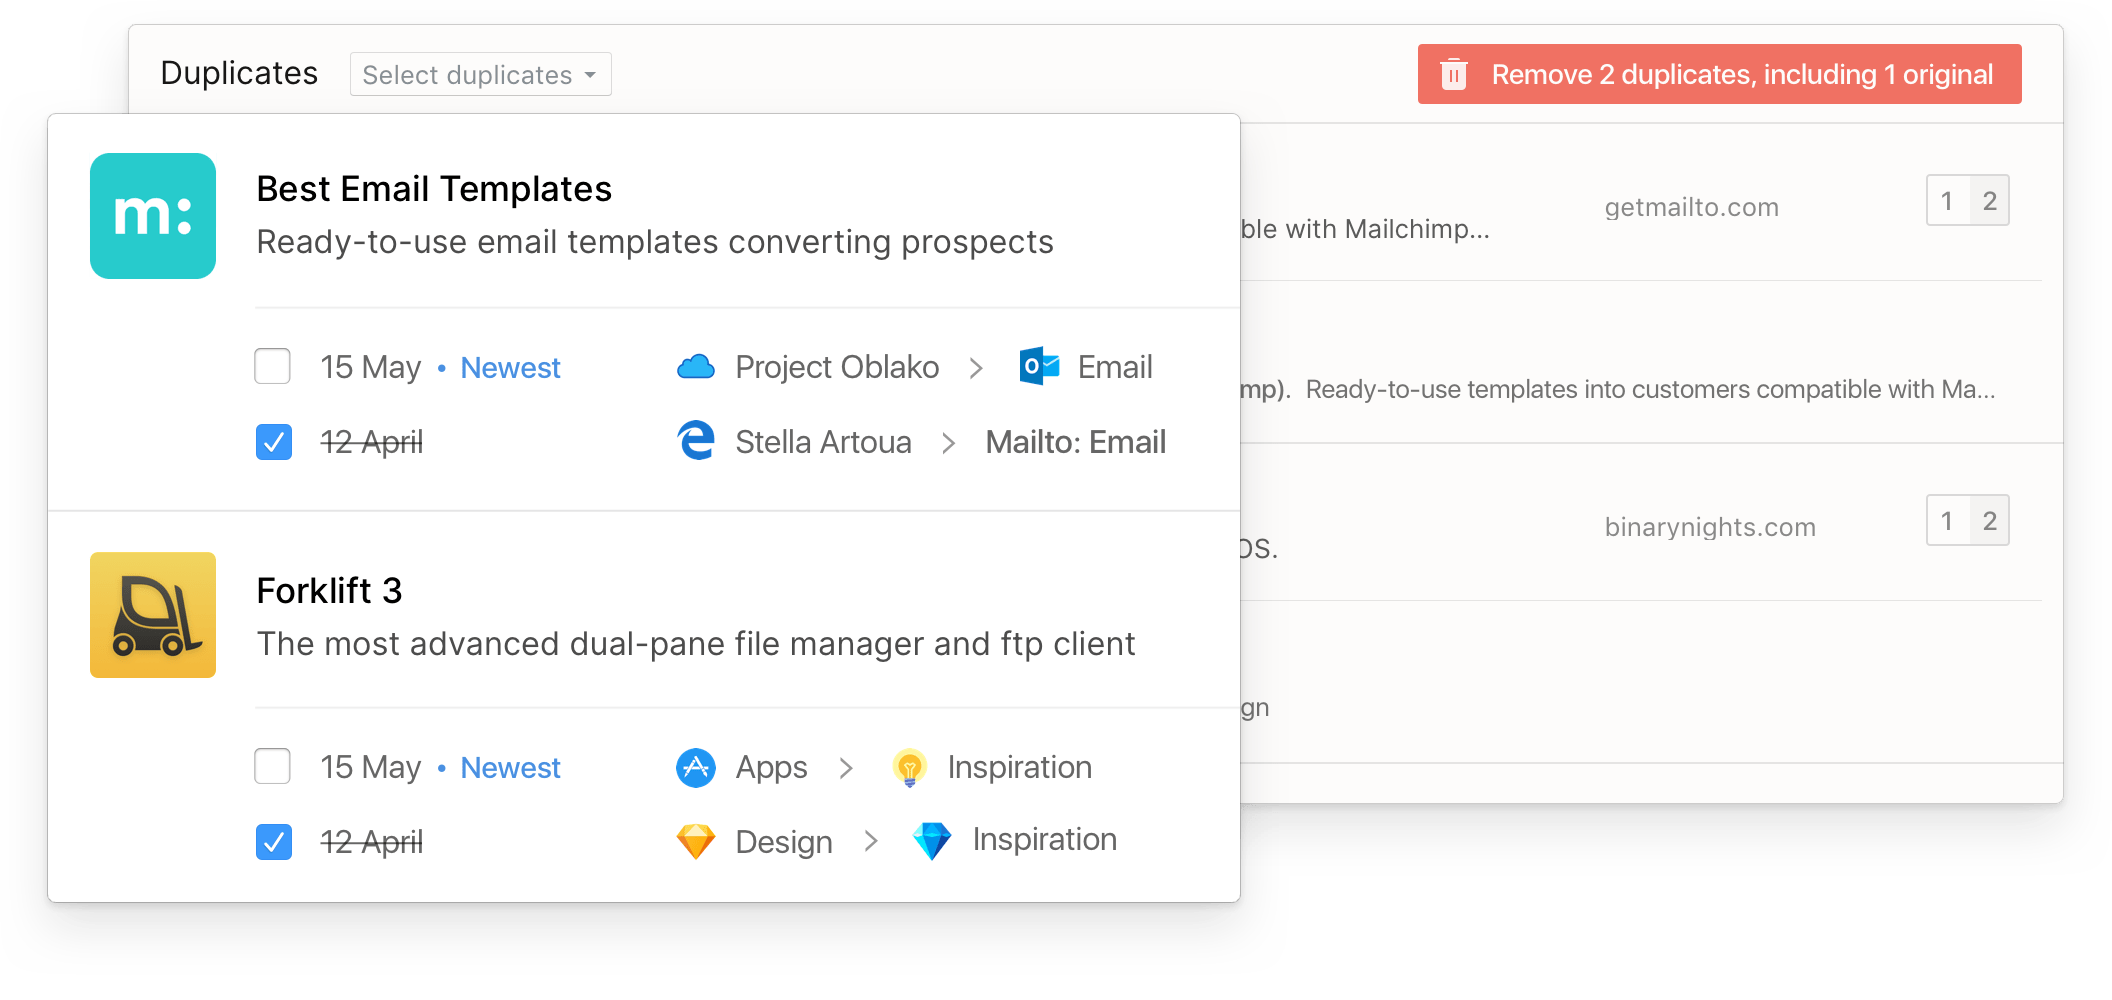 Duplicates Select duplicates Remove 2 duplicates, including 1 original
m:
Best Email Templates
Ready-to-use email templates converting prospects
getmailto.com 1 2
ble with Mailchimp...
15 May • Newest Project Oblako > Email
mp). Ready-to-use templates into customers compatible with Ma...
12 April Stella Artoua > Mailto: Email
binarynights.com 1 2
OS.
Forklift 3
The most advanced dual-pane file manager and ftp client
gn
15 May • Newest Apps > Inspiration
12 April Design > Inspiration